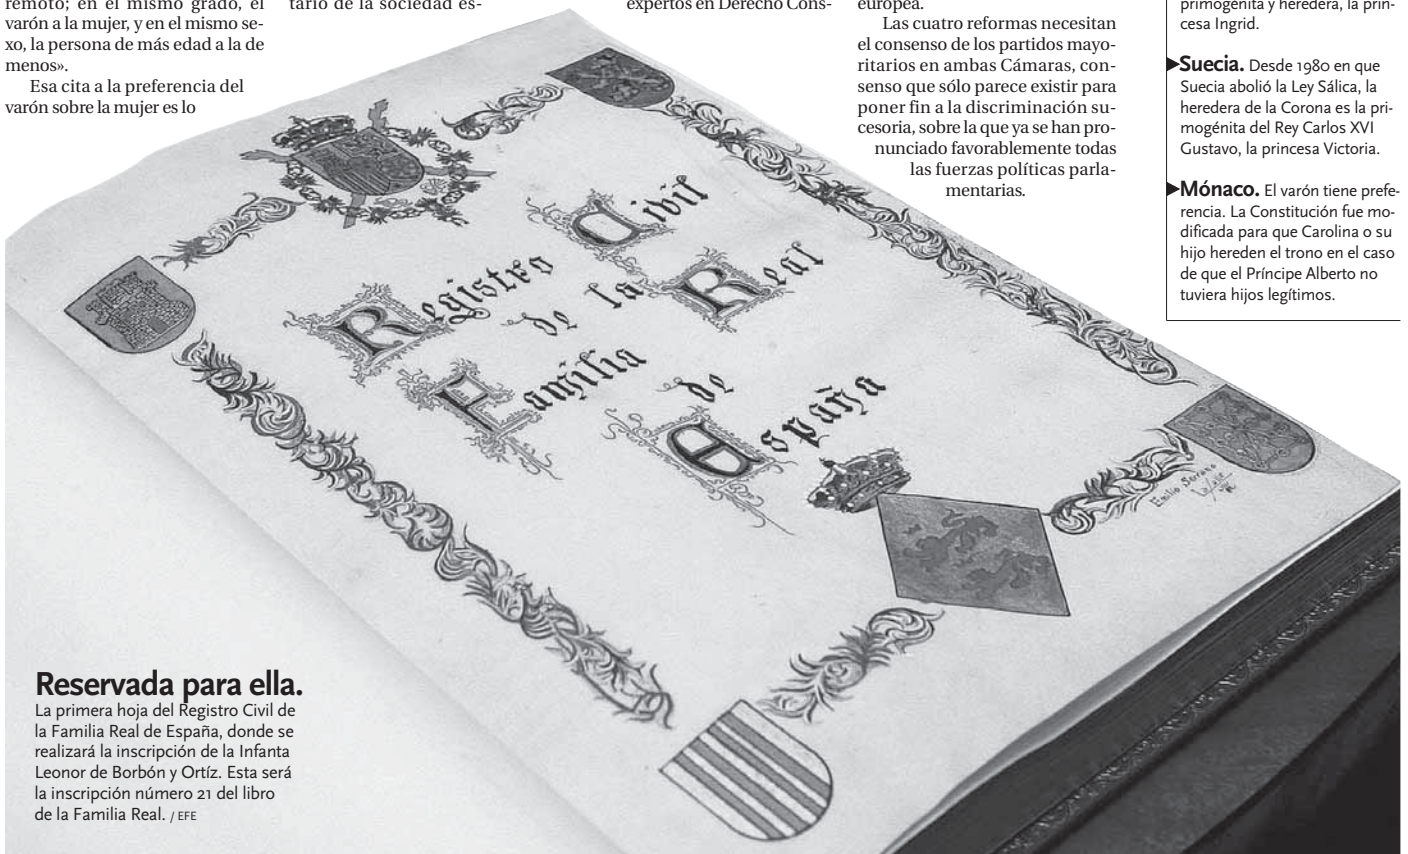 remoto; en el mismo grado, el
varón a la mujer, y en el mismo se-
xo, la persona de más edad a la de
menos».
Esa cita a la preferencia del
varón sobre la mujer es lo
tario de la sociedad es-
expertos en Derecho Cons-
europea.
Las cuatro reformas necesitan
el consenso de los partidos mayo-
ritarios en ambas Cámaras, con-
senso que sólo parece existir para
poner fin a la discriminación su-
cesoria, sobre la que ya se han pro-
nunciado favorablemente todas
las fuerzas políticas parla-
mentarias.
primogénita y heredera, la prin-
cesa Ingrid.
▶Suecia. Desde 1980 en que
Suecia abolió la Ley Sálica, la
heredera de la Corona es la pri-
mogénita del Rey Carlos XVI
Gustavo, la princesa Victoria.
▶Mónaco. El varón tiene prefe-
rencia. La Constitución fue mo-
dificada para que Carolina o su
hijo hereden el trono en el caso
de que el Príncipe Alberto no
tuviera hijos legítimos.
Registro Civil
de la Real
Familia
de
España
Emilio Serrano
Reservada para ella.
La primera hoja del Registro Civil de
la Familia Real de España, donde se
realizará la inscripción de la Infanta
Leonor de Borbón y Ortíz. Esta será
la inscripción número 21 del libro
de la Familia Real. / EFE